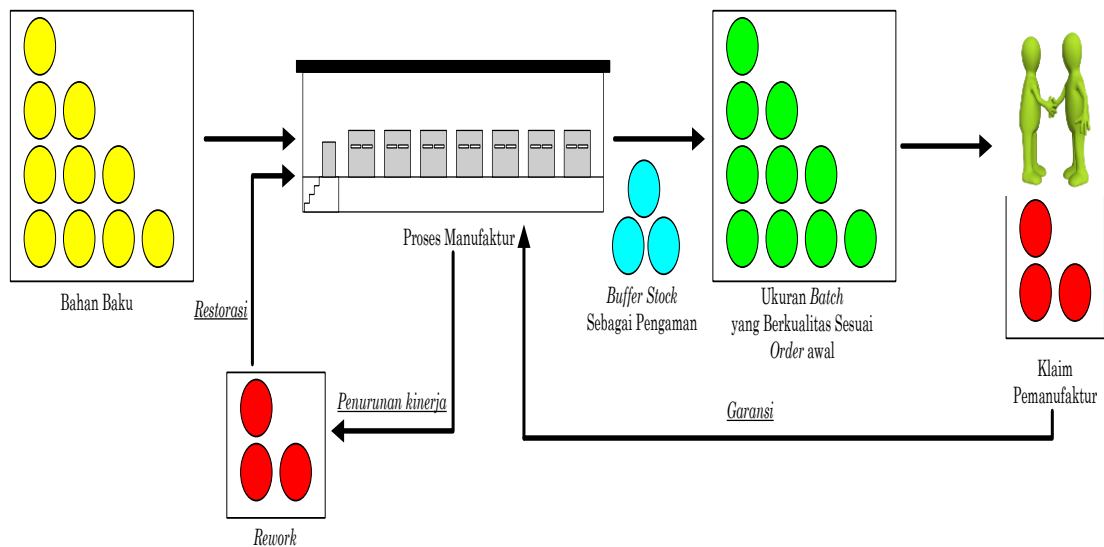 Bahan Baku
Proses Manufaktur
Buffer Stock
Sebagai Pengaman
Ukuran Batch
yang Berkualitas Sesuai
Order awal
Klaim
Pemanufaktur
Restorasi
Penurunan kinerja
Garansi
Rework